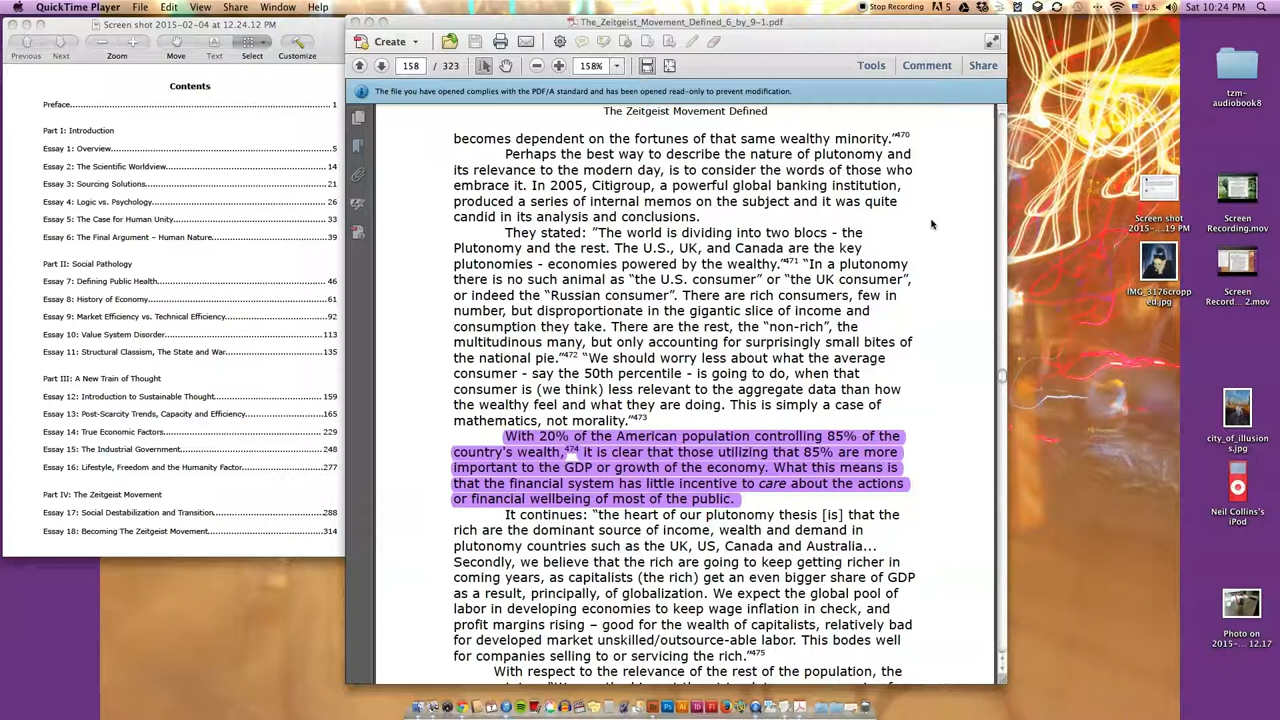 QuickTime Player File Edit View Share Window Help
Stop Recording
U.S.
Sat 10:24 PM
Screen shot 2015-02-04 at 12.24.12 PM
Previous Next Zoom Move Text Select Customize
Contents
Preface 1
Part I: Introduction
Essay 1: Overview 5
Essay 2: The Scientific Worldview 14
Essay 3: Sourcing Solutions 21
Essay 4: Logic vs. Psychology 26
Essay 5: The Case for Human Unity 33
Essay 6: The Final Argument – Human Nature 39
Part II: Social Pathology
Essay 7: Defining Public Health 46
Essay 8: History of Economy 61
Essay 9: Market Efficiency vs. Technical Efficiency 92
Essay 10: Value System Disorder 113
Essay 11: Structural Classism, The State and War 135
Part III: A New Train of Thought
Essay 12: Introduction to Sustainable Thought 159
Essay 13: Post-Scarcity Trends, Capacity and Efficiency 165
Essay 14: True Economic Factors 229
Essay 15: The Industrial Government 248
Essay 16: Lifestyle, Freedom and the Humanity Factor 277
Part IV: The Zeitgeist Movement
Essay 17: Social Destabilization and Transition 288
Essay 18: Becoming The Zeitgeist Movement 314
The_Zeitgeist_Movement_Defined_6_by_9-1.pdf
Create
158 / 323
158%
Tools Comment Share
The file you have opened complies with the PDF/A standard and has been opened read-only to prevent modification.
The Zeitgeist Movement Defined
becomes dependent on the fortunes of that same wealthy minority."470
Perhaps the best way to describe the nature of plutonomy and
its relevance to the modern day, is to consider the words of those who
embrace it. In 2005, Citigroup, a powerful global banking institution,
produced a series of internal memos on the subject and it was quite
candid in its analysis and conclusions.
They stated: "The world is dividing into two blocs - the
Plutonomy and the rest. The U.S., UK, and Canada are the key
plutonomies - economies powered by the wealthy."471 "In a plutonomy
there is no such animal as "the U.S. consumer" or "the UK consumer",
or indeed the "Russian consumer". There are rich consumers, few in
number, but disproportionate in the gigantic slice of income and
consumption they take. There are the rest, the "non-rich", the
multitudinous many, but only accounting for surprisingly small bites of
the national pie."472 "We should worry less about what the average
consumer - say the 50th percentile - is going to do, when that
consumer is (we think) less relevant to the aggregate data than how
the wealthy feel and what they are doing. This is simply a case of
mathematics, not morality."473
With 20% of the American population controlling 85% of the
country's wealth,474 it is clear that those utilizing that 85% are more
important to the GDP or growth of the economy. What this means is
that the financial system has little incentive to care about the actions
or financial wellbeing of most of the public.
It continues: "the heart of our plutonomy thesis [is] that the
rich are the dominant source of income, wealth and demand in
plutonomy countries such as the UK, US, Canada and Australia...
Secondly, we believe that the rich are going to keep getting richer in
coming years, as capitalists (the rich) get an even bigger share of GDP
as a result, principally, of globalization. We expect the global pool of
labor in developing economies to keep wage inflation in check, and
profit margins rising – good for the wealth of capitalists, relatively bad
for developed market unskilled/outsource-able labor. This bodes well
for companies selling to or servicing the rich."475
With respect to the relevance of the rest of the population, the
tzm-audiobook8
Screen shot 2015-...19 PM
Screen Recording.mov
IMG_3176cropped.jpg
Screen Record... 2.mov
city_of_illusions.jpg
Neil Collins's iPod
Photo on 2015-... 12.17